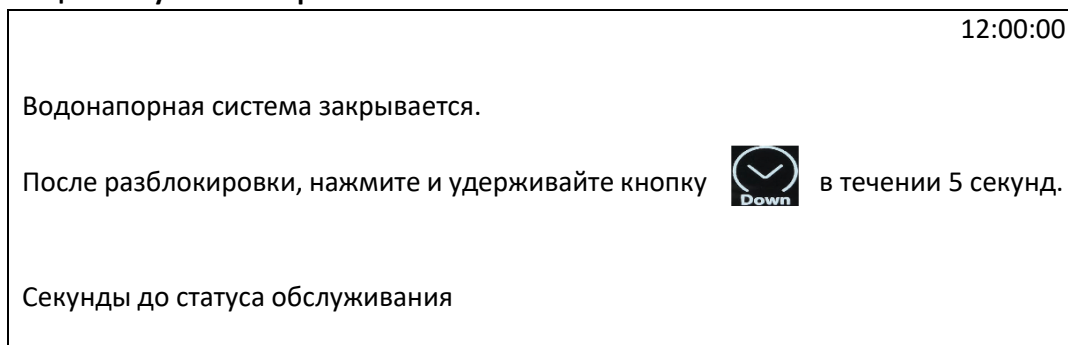 12:00:00
Водонапорная система закрывается.
После разблокировки, нажмите и удерживайте кнопку Down в течении 5 секунд.
Секунды до статуса обслуживания